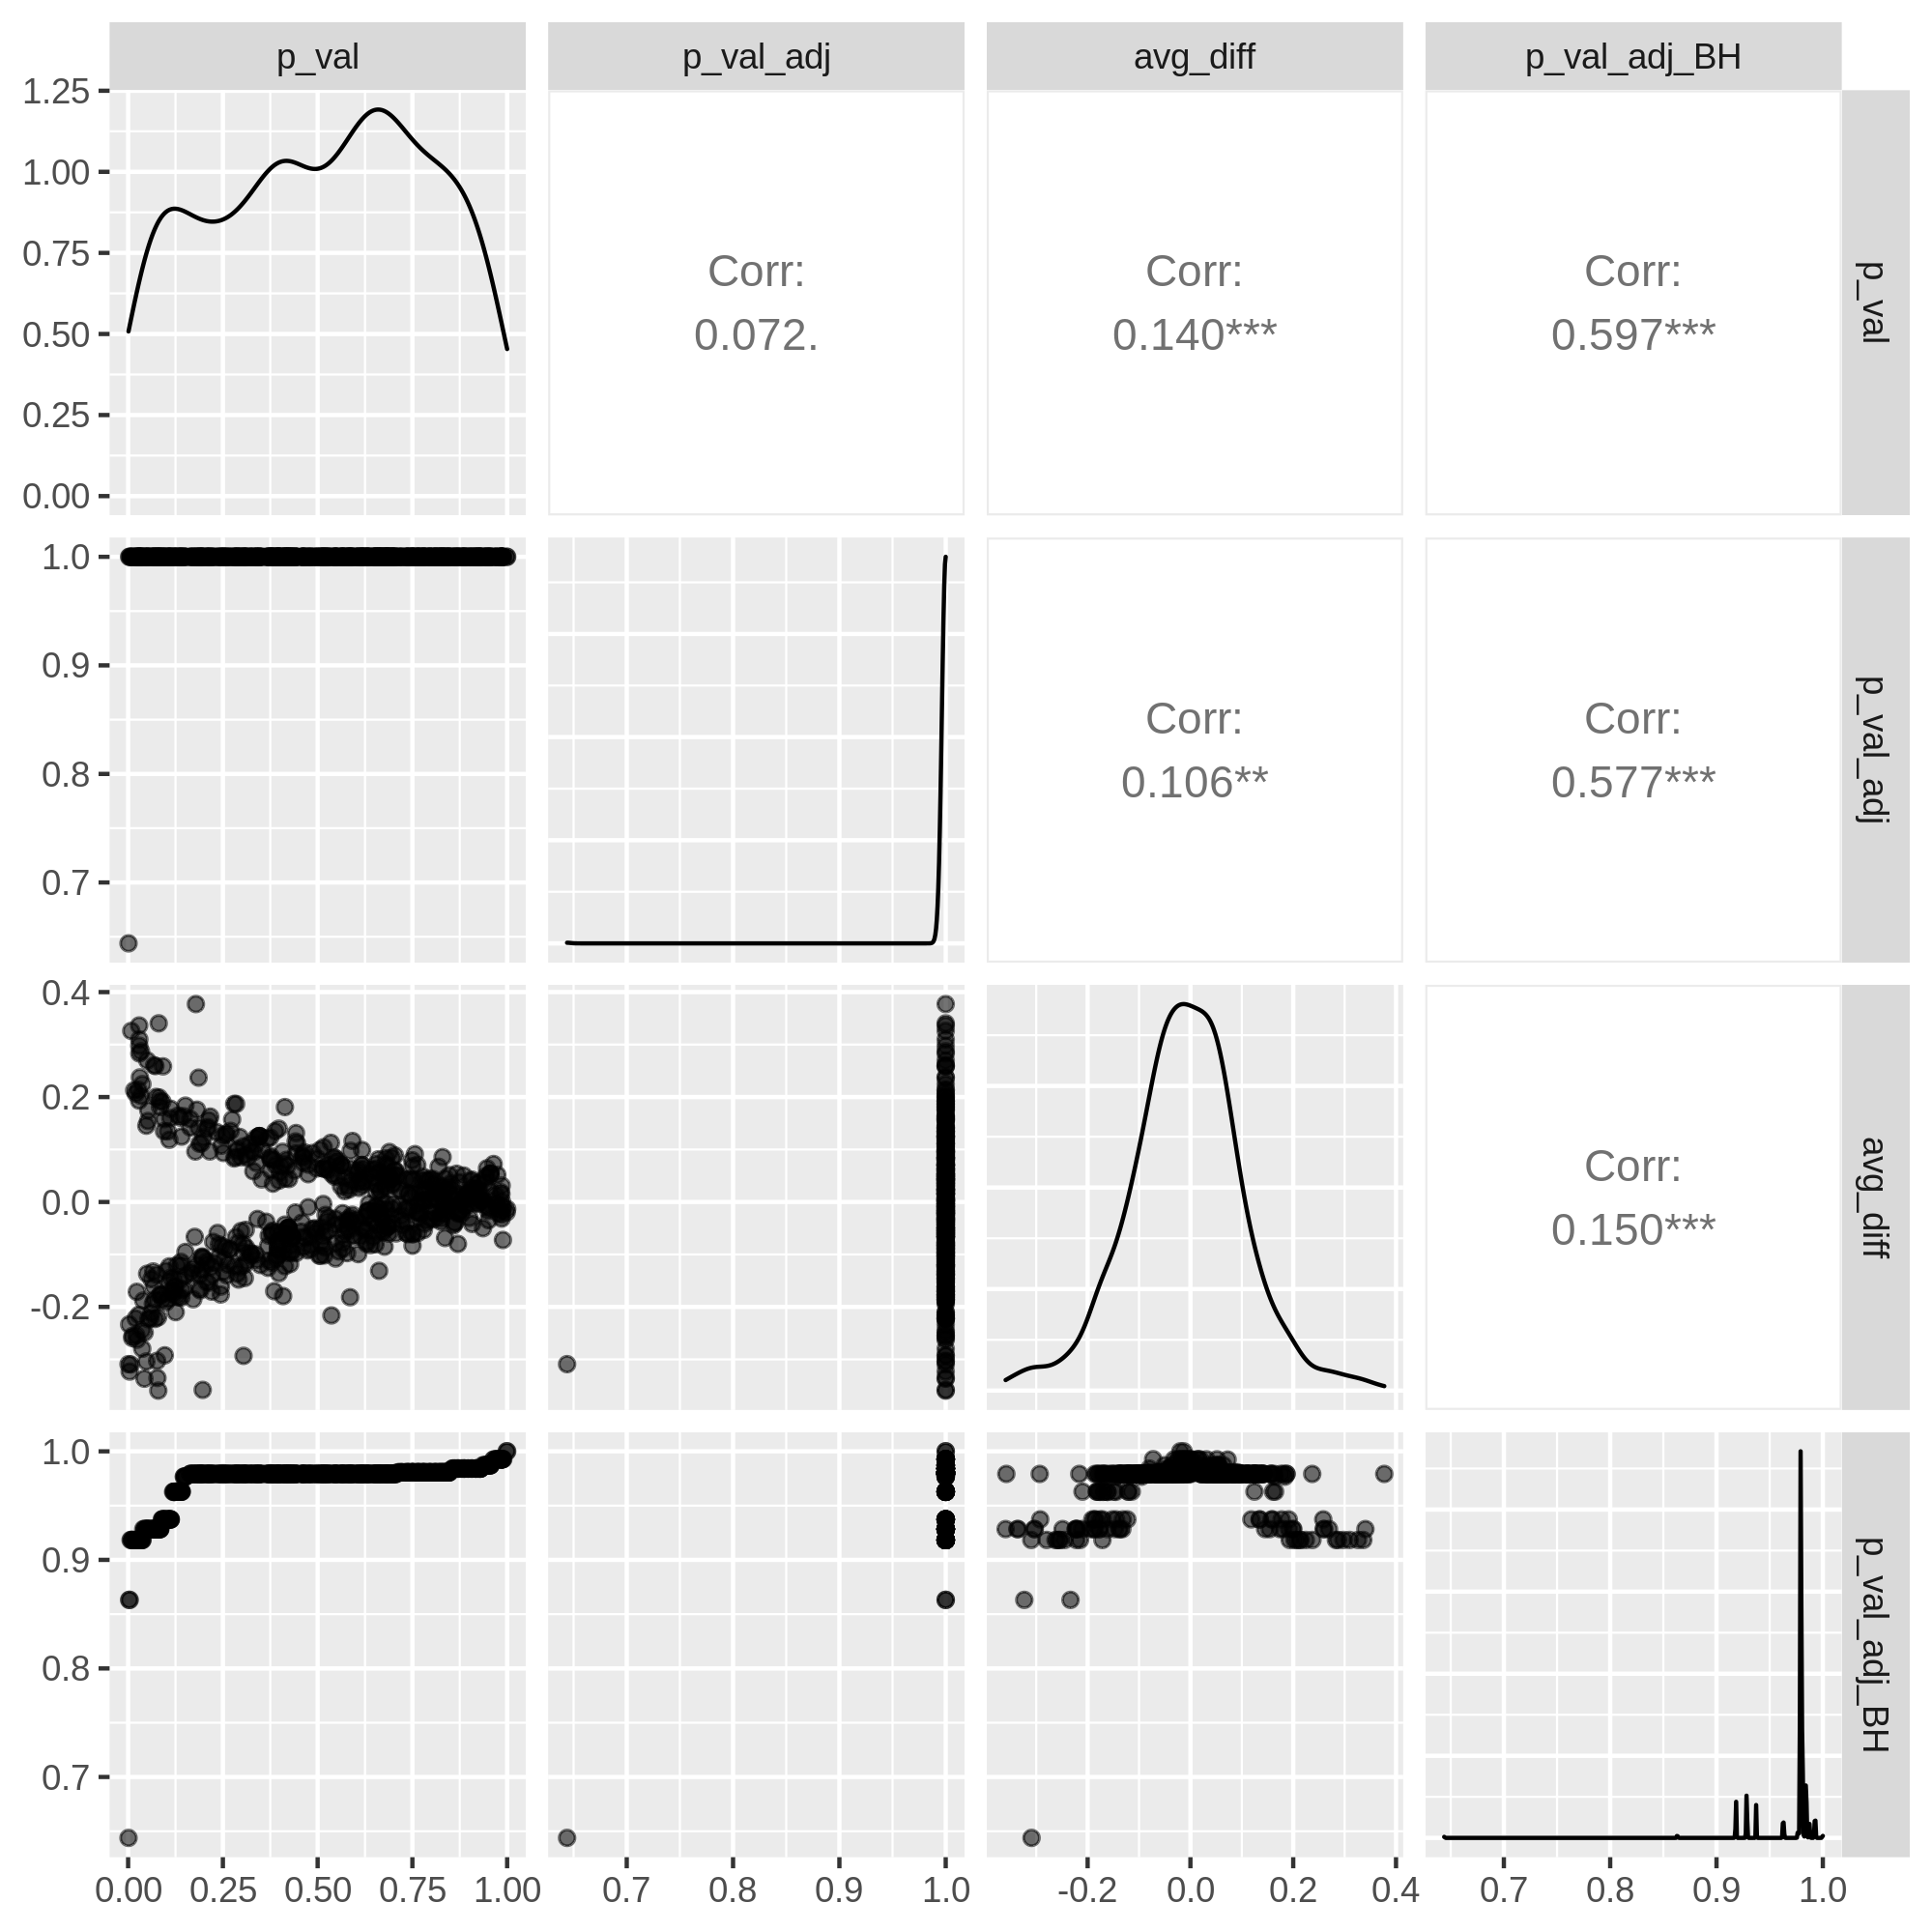 p_val p_val_adj avg_diff p_val_adj_BH
1.25
1.00
0.75
0.50
0.25
0.00
Corr:
0.072.
Corr:
0.140***
Corr:
0.597***
p_val
1.0
0.9
0.8
0.7
Corr:
0.106**
Corr:
0.577***
p_val_adj
0.4
0.2
0.0
-0.2
Corr:
0.150***
avg_diff
1.0
0.9
0.8
0.7
p_val_adj_BH
0.00 0.25 0.50 0.75 1.00 0.7 0.8 0.9 1.0 -0.2 0.0 0.2 0.4 0.7 0.8 0.9 1.0